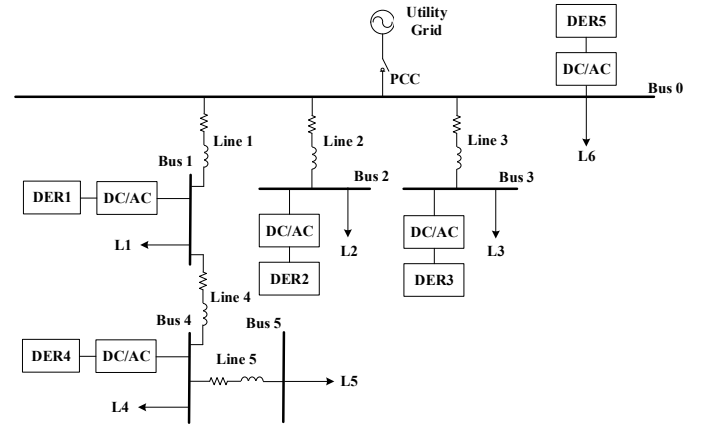 Utility
Grid
DER5
DC/AC
PCC
Bus 0
Line 1
Line 2
Line 3
L6
Bus 1
Bus 2
Bus 3
DER1
DC/AC
DC/AC
DC/AC
L1
L2
L3
DER2
DER3
Line 4
Bus 4
Bus 5
DER4
DC/AC
Line 5
L5
L4